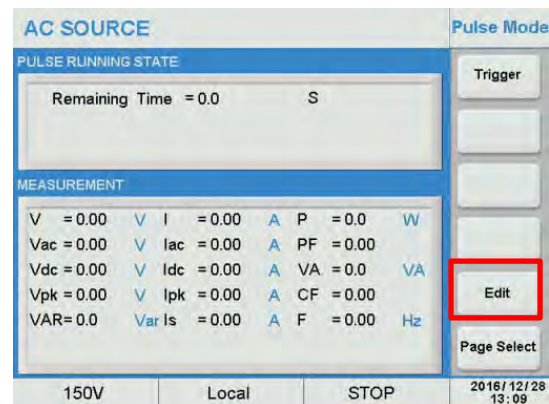 AC SOURCE
Pulse Mode
PULSE RUNNING STATE
Remaining Time = 0.0 S
MEASUREMENT
V = 0.00 V I = 0.00 A P = 0.0 W
Vac = 0.00 V Iac = 0.00 A PF = 0.00
Vdc = 0.00 V Idc = 0.00 A VA = 0.0 VA
Vpk = 0.00 V Ipk = 0.00 A CF = 0.00
VAR= 0.0 Var Is = 0.00 A F = 0.00 Hz
Trigger
Edit
Page Select
150V Local STOP
2016/12/28
13:09